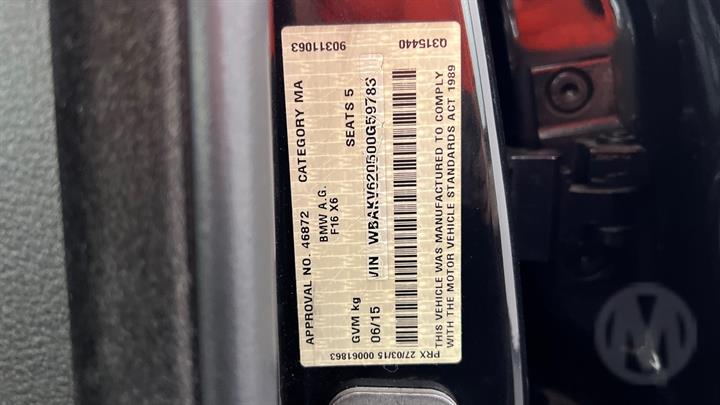 90311063 Q315440
APPROVAL NO. 46872 CATEGORY MA
BMW A.G. SEATS 5
F16 X6
VIN WBAKV620500G59783
GVM kg
06/15
THIS VEHICLE WAS MANUFACTURED TO COMPLY
WITH THE MOTOR VEHICLE STANDARDS ACT 1989
PRX 27/03/15 00061863
M